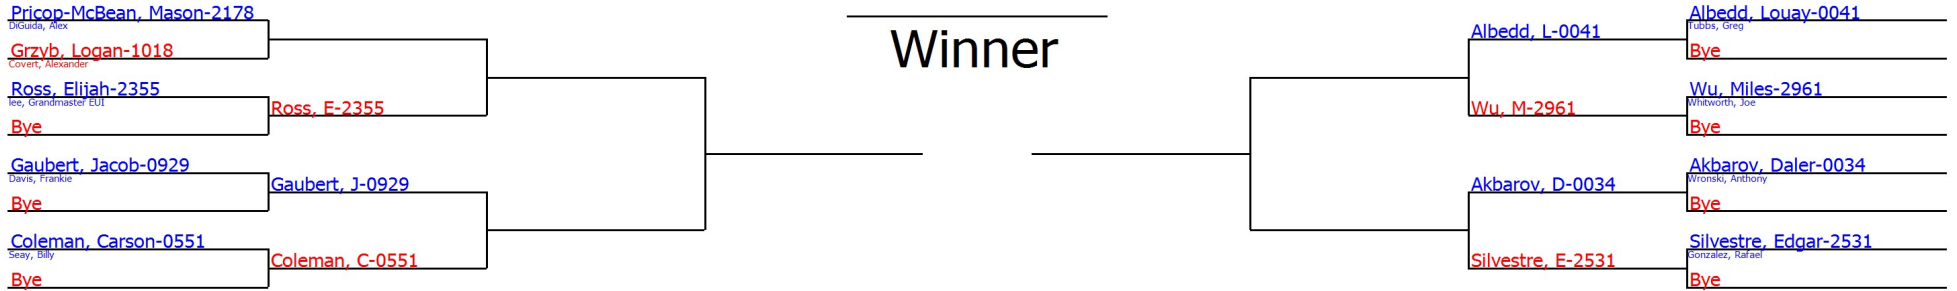 Pricop-McBean, Mason-2178
DiGuida, Alex
Grzyb, Logan-1018
Covert, Alexander
Ross, Elijah-2355
lee, Grandmaster EUI
Bye
Gaubert, Jacob-0929
Davis, Frankie
Bye
Coleman, Carson-0551
Seay, Billy
Bye
Ross, E-2355
Gaubert, J-0929
Coleman, C-0551
Winner
Albedd, L-0041
Wu, M-2961
Akbarov, D-0034
Silvestre, E-2531
Albedd, Louay-0041
Tubbs, Greg
Bye
Wu, Miles-2961
Whitworth, Joe
Bye
Akbarov, Daler-0034
Wronski, Anthony
Bye
Silvestre, Edgar-2531
Gonzalez, Rafael
Bye